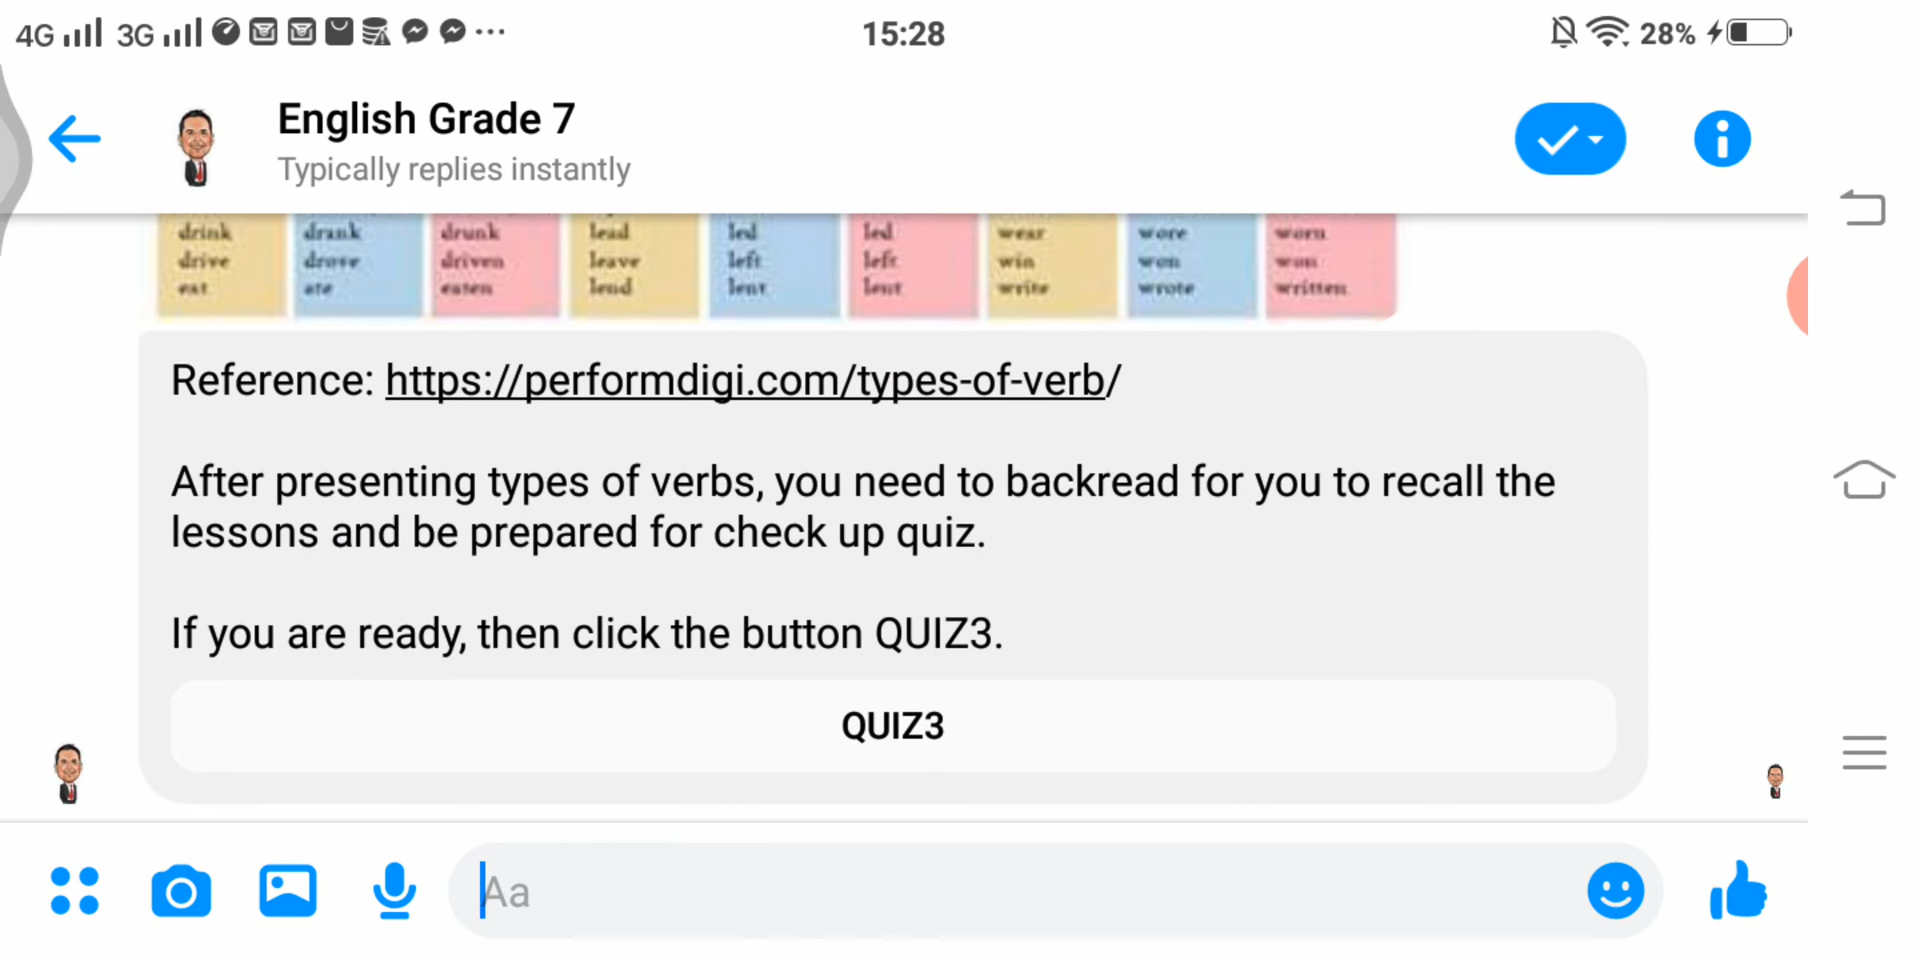 4G 3G 15:28 28%
English Grade 7
Typically replies instantly
drink drank drunk lead led led wear wore worn
drive drove driven leave left left win won won
eat ate eaten lend lent lent write wrote written
Reference: https://performdigi.com/types-of-verb/
After presenting types of verbs, you need to backread for you to recall the
lessons and be prepared for check up quiz.
If you are ready, then click the button QUIZ3.
QUIZ3
Aa